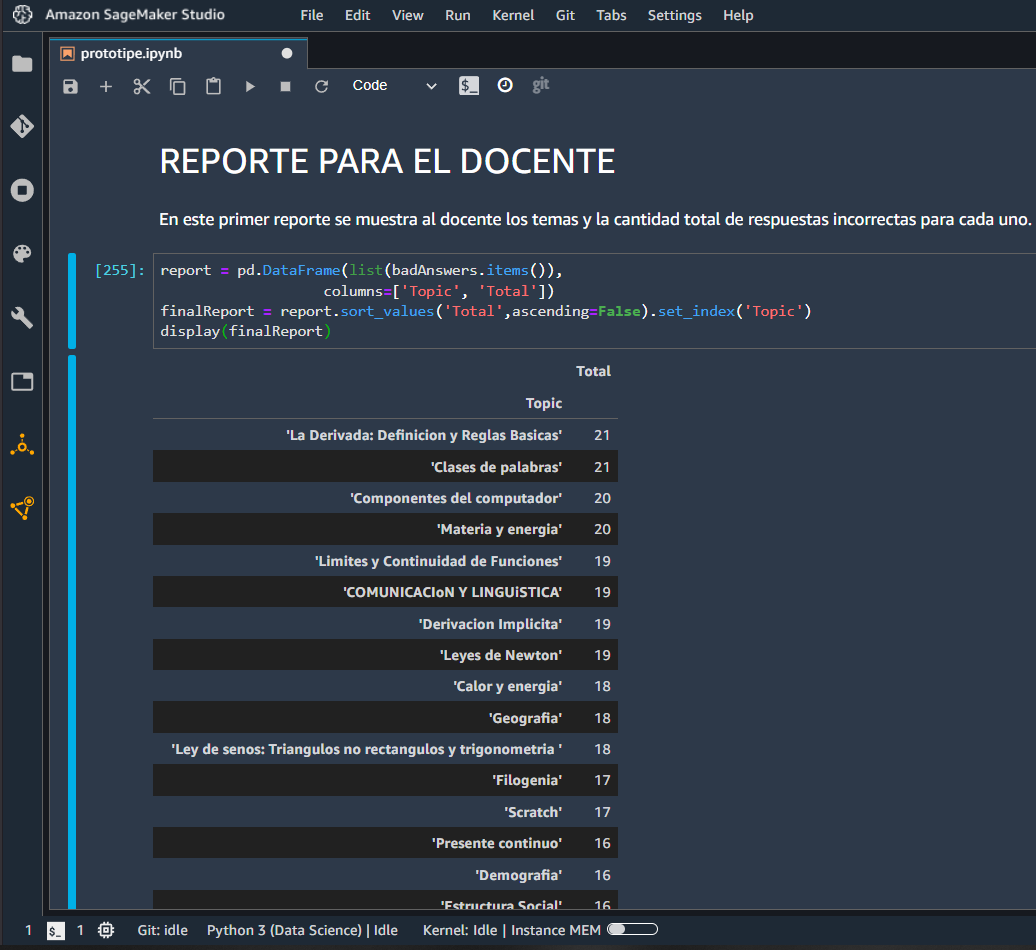 Amazon SageMaker Studio File Edit View Run Kernel Git Tabs Settings Help
prototipe.ipynb
Code $_ git
REPORTE PARA EL DOCENTE
En este primer reporte se muestra al docente los temas y la cantidad total de respuestas incorrectas para cada uno.
[255]: report = pd.DataFrame(list(badAnswers.items()),
columns=['Topic', 'Total'])
finalReport = report.sort_values('Total',ascending=False).set_index('Topic')
display(finalReport)
Total
Topic
'La Derivada: Definicion y Reglas Basicas' 21
'Clases de palabras' 21
'Componentes del computador' 20
'Materia y energia' 20
'Limites y Continuidad de Funciones' 19
'COMUNICACIoN Y LINGUiSTICA' 19
'Derivacion Implicita' 19
'Leyes de Newton' 19
'Calor y energia' 18
'Geografia' 18
'Ley de senos: Triangulos no rectangulos y trigonometria ' 18
'Filogenia' 17
'Scratch' 17
'Presente continuo' 16
'Demografia' 16
'Estructura Social' 16
1 $_ 1 Git: idle Python 3 (Data Science) | Idle Kernel: Idle | Instance MEM